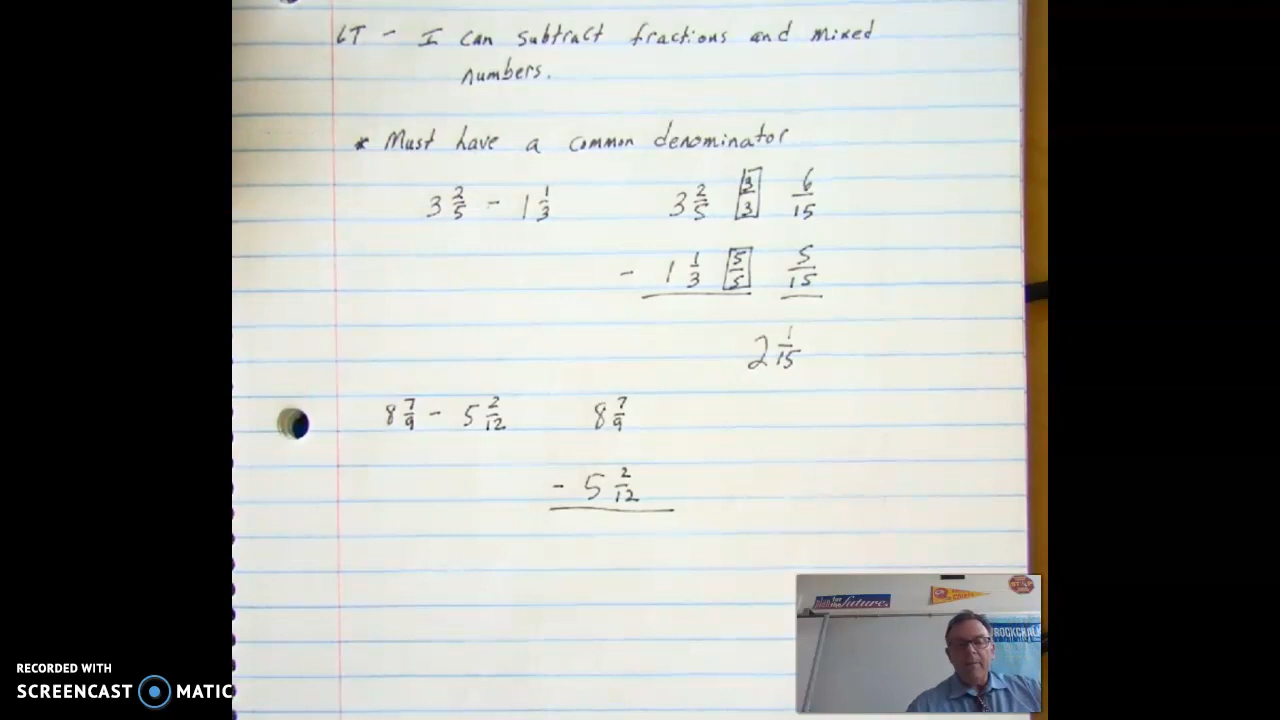 LT - I can subtract fractions and mixed
numbers.
* Must have a common denominator
3 2/5 - 1 1/3
3 2/5 [3/3] 6/15
- 1 1/3 [5/5] 5/15
2 1/15
8 7/9 - 5 2/12
8 7/9
- 5 2/12
future
ROCKCHALK
RECORDED WITH
SCREENCAST MATIC